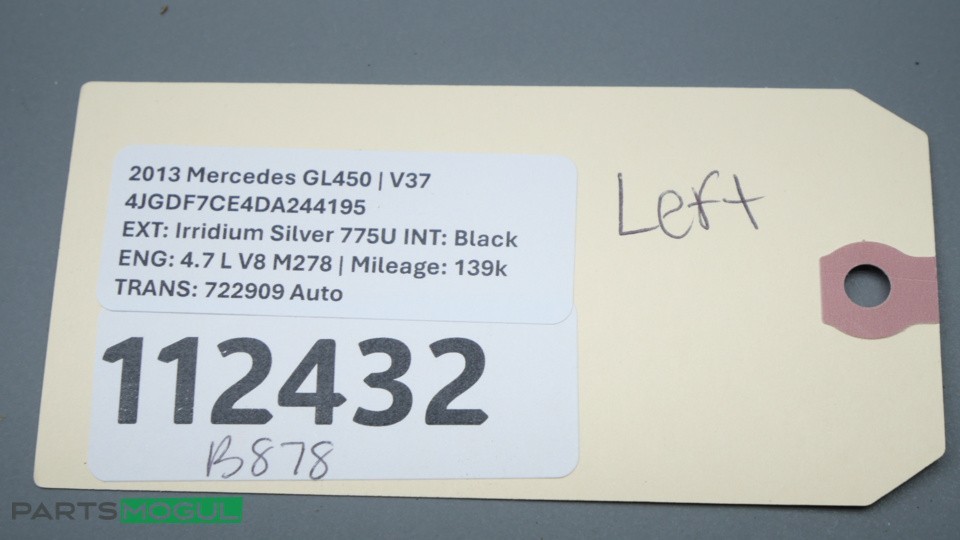 2013 Mercedes GL450 | V37
4JGDF7CE4DA244195
EXT: Irridium Silver 775U INT: Black
ENG: 4.7 L V8 M278 | Mileage: 139k
TRANS: 722909 Auto
112432
B878
Left
PARTS MOGUL